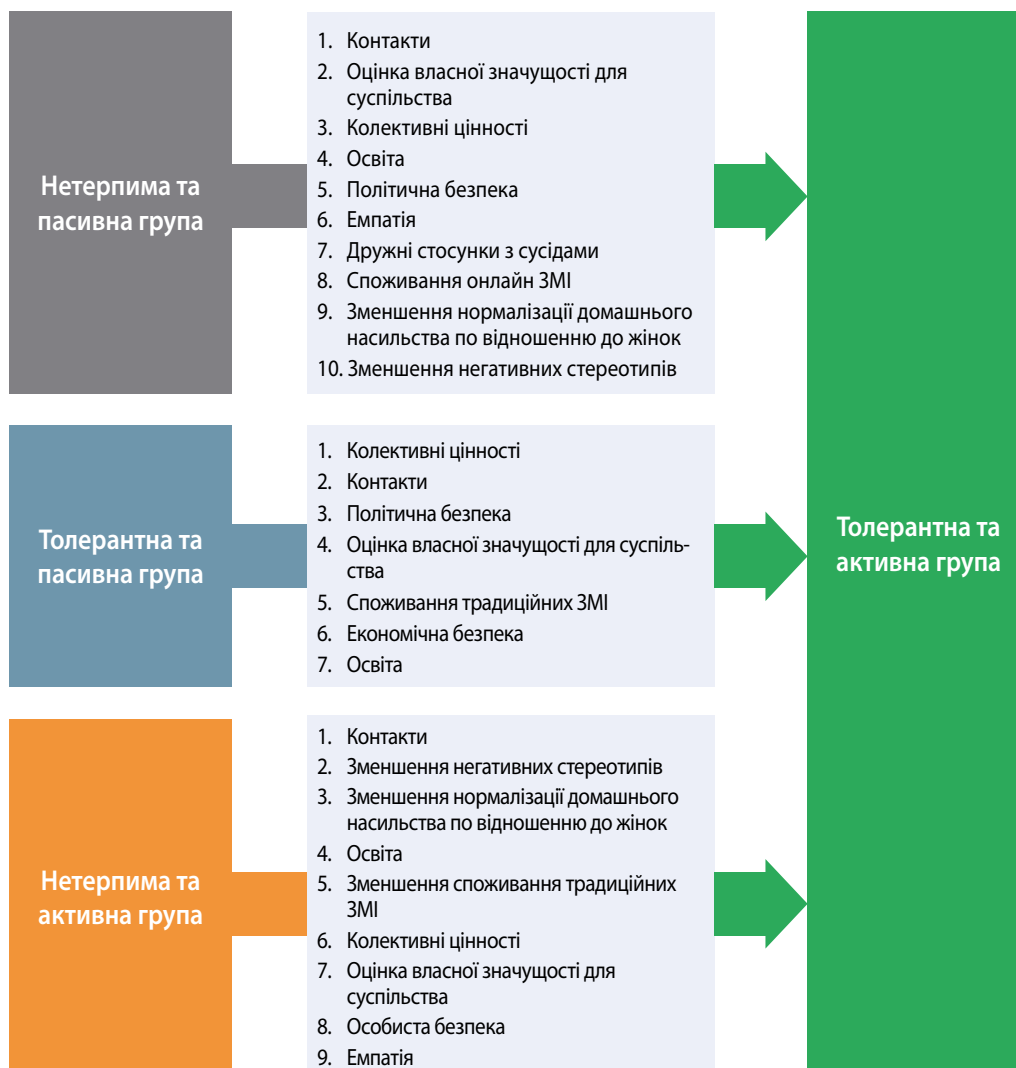 Нетерпима та
пасивна група
1. Контакти
2. Оцінка власної значущості для
суспільства
3. Колективні цінності
4. Освіта
5. Політична безпека
6. Емпатія
7. Дружні стосунки з сусідами
8. Споживання онлайн ЗМІ
9. Зменшення нормалізації домашнього
насильства по відношенню до жінок
10. Зменшення негативних стереотипів
Толерантна та
пасивна група
1. Колективні цінності
2. Контакти
3. Політична безпека
4. Оцінка власної значущості для суспіль-
ства
5. Споживання традиційних ЗМІ
6. Економічна безпека
7. Освіта
Нетерпима та
активна група
1. Контакти
2. Зменшення негативних стереотипів
3. Зменшення нормалізації домашнього
насильства по відношенню до жінок
4. Освіта
5. Зменшення споживання традиційних
ЗМІ
6. Колективні цінності
7. Оцінка власної значущості для
суспільства
8. Особиста безпека
9. Емпатія
Толерантна та
активна група